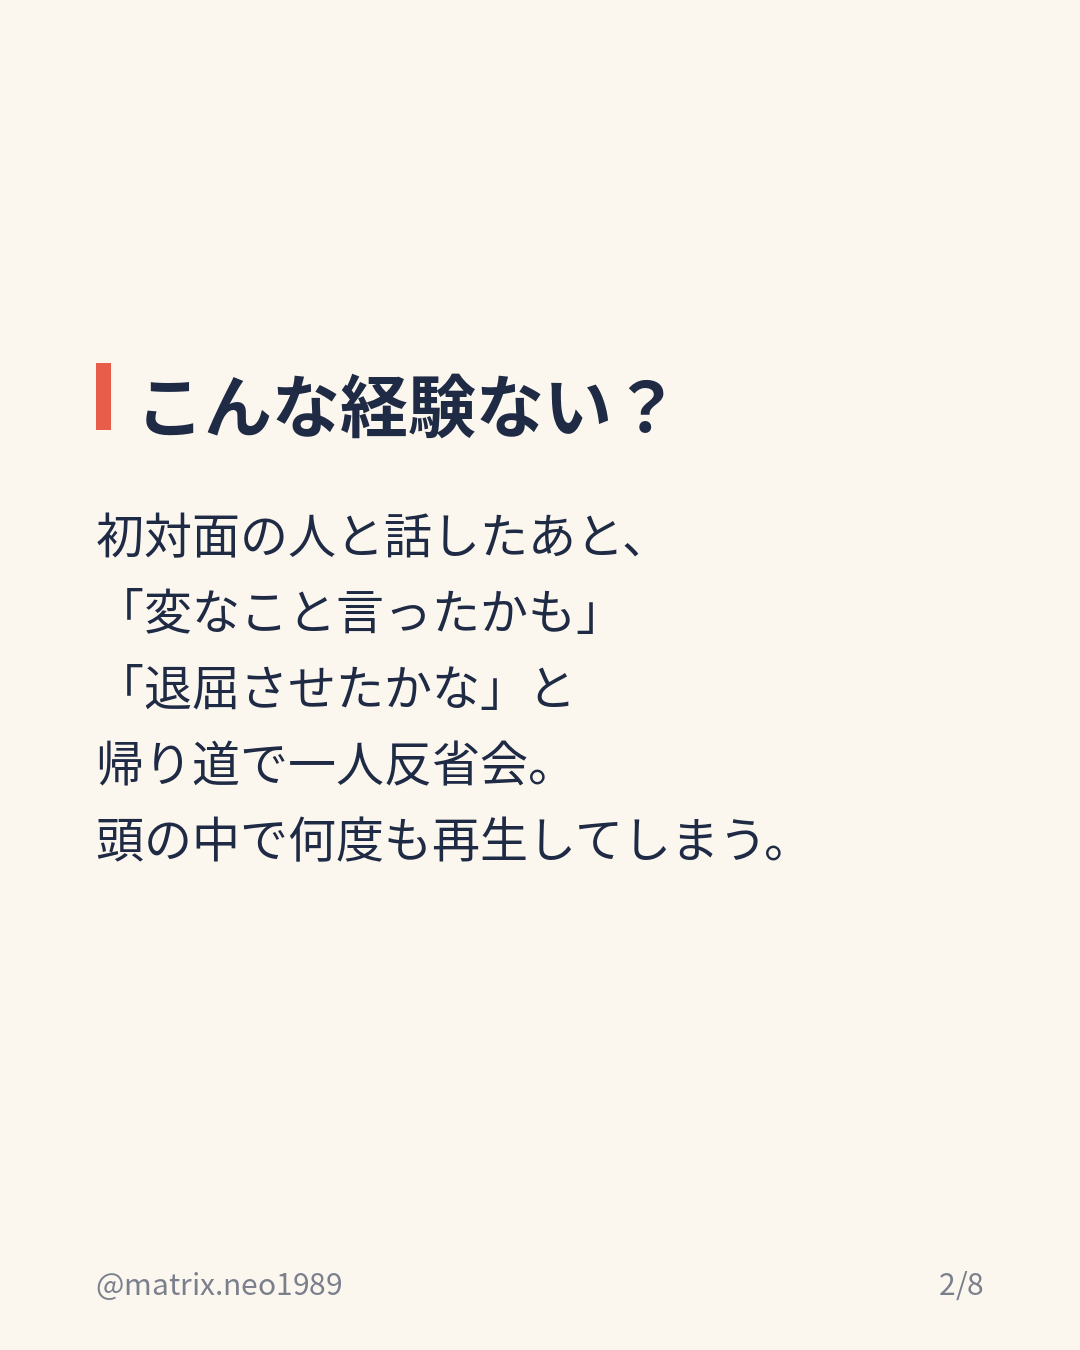 こんな経験ない？
初対面の人と話したあと、
「変なこと言ったかも」
「退屈させたかな」と
帰り道で一人反省会。
頭の中で何度も再生してしまう。
@matrix.neo1989
2/8